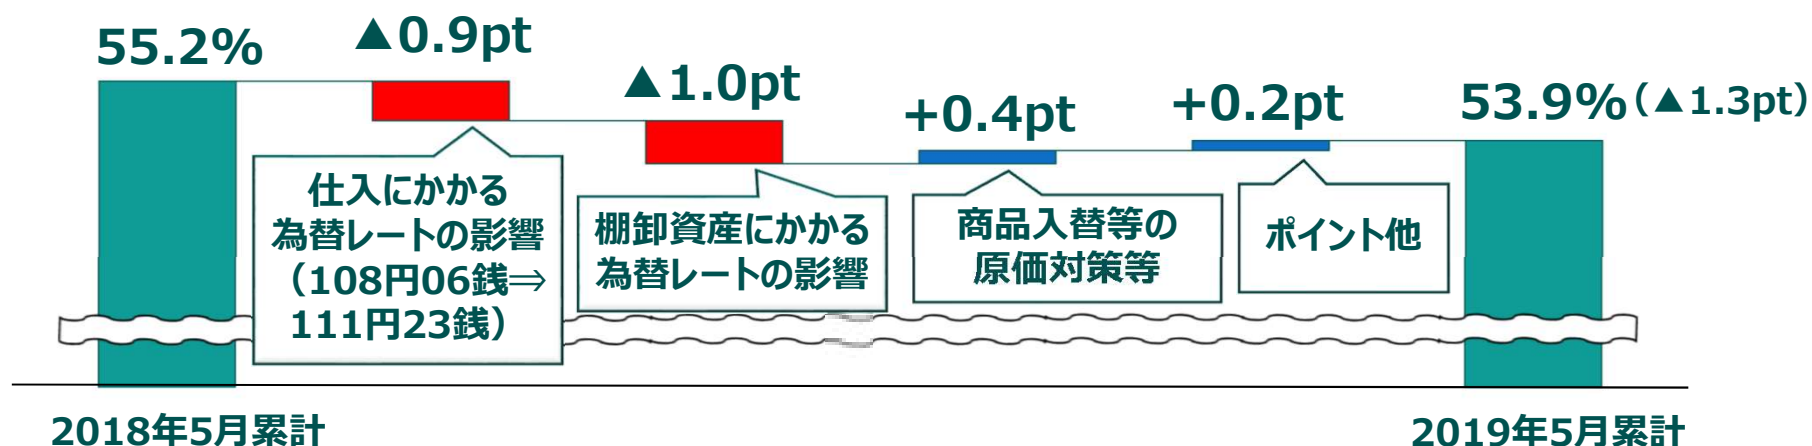 55.2%
▲0.9pt
▲1.0pt
+0.4pt
+0.2pt
53.9%(▲1.3pt)
仕入にかかる
為替レートの影響
（108円06銭⇒
111円23銭）
棚卸資産にかかる
為替レートの影響
商品入替等の
原価対策等
ポイント他
2018年5月累計
2019年5月累計